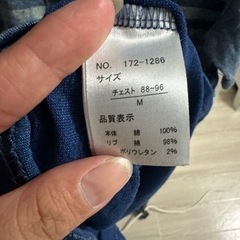 NO. 172-1286
サイズ
チェスト 88-96
M
品質表示
本体 綿 100%
リブ 綿 98%
ポリウレタン 2%